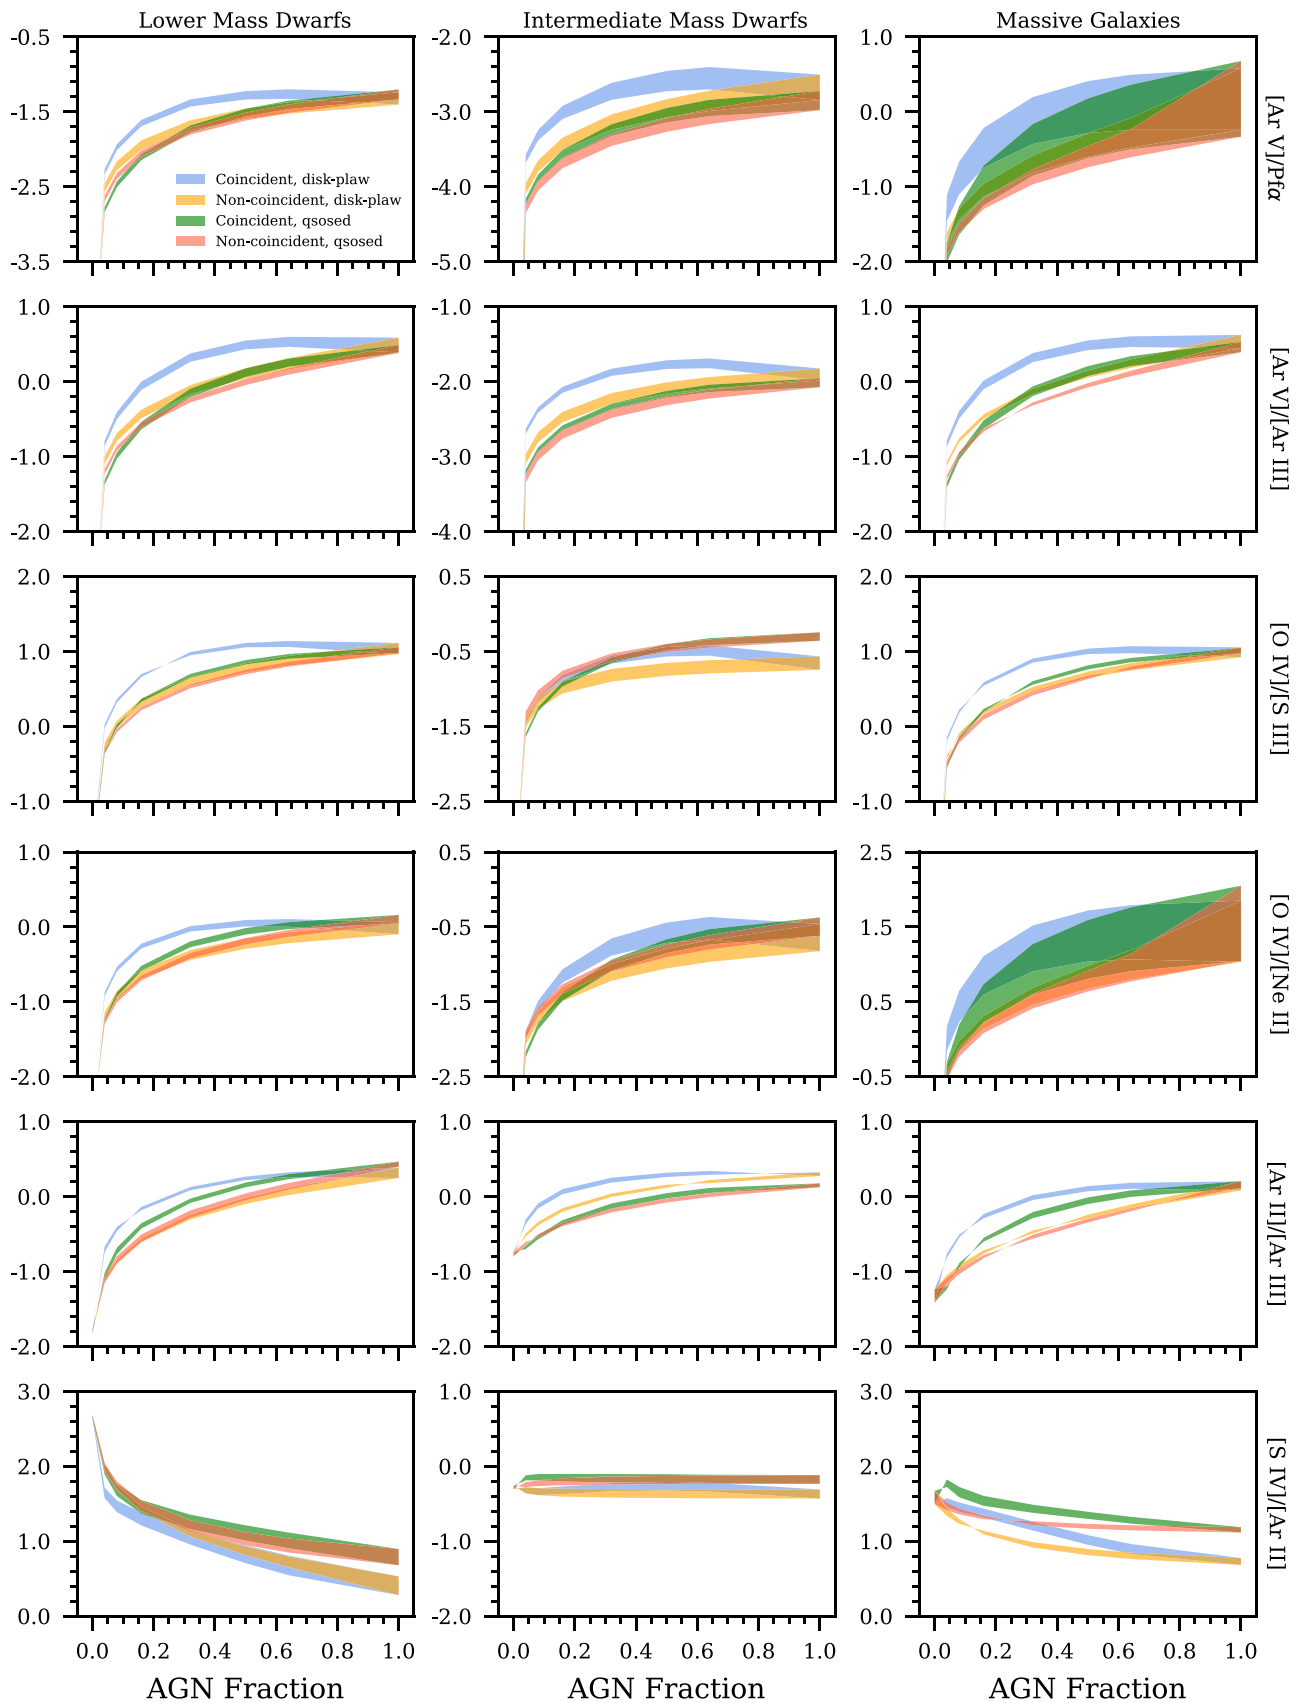 Lower Mass Dwarfs Intermediate Mass Dwarfs Massive Galaxies
-0.5 -1.5 -2.5 -3.5
Coincident, disk-plaw
Non-coincident, disk-plaw
Coincident, qsosed
Non-coincident, qsosed
-2.0 -3.0 -4.0 -5.0
1.0 0.0 -1.0 -2.0
[Ar V]/Pfα
1.0 0.0 -1.0 -2.0
-1.0 -2.0 -3.0 -4.0
1.0 0.0 -1.0 -2.0
[Ar V]/[Ar III]
2.0 1.0 0.0 -1.0
0.5 -0.5 -1.5 -2.5
2.0 1.0 0.0 -1.0
[O IV]/[S III]
1.0 0.0 -1.0 -2.0
0.5 -0.5 -1.5 -2.5
2.5 1.5 0.5 -0.5
[O IV]/[Ne II]
1.0 0.0 -1.0 -2.0
1.0 0.0 -1.0 -2.0
1.0 0.0 -1.0 -2.0
[Ar II]/[Ar III]
3.0 2.0 1.0 0.0
1.0 0.0 -1.0 -2.0
3.0 2.0 1.0 0.0
[S IV]/[Ar II]
0.0 0.2 0.4 0.6 0.8 1.0 0.0 0.2 0.4 0.6 0.8 1.0 0.0 0.2 0.4 0.6 0.8 1.0
AGN Fraction AGN Fraction AGN Fraction